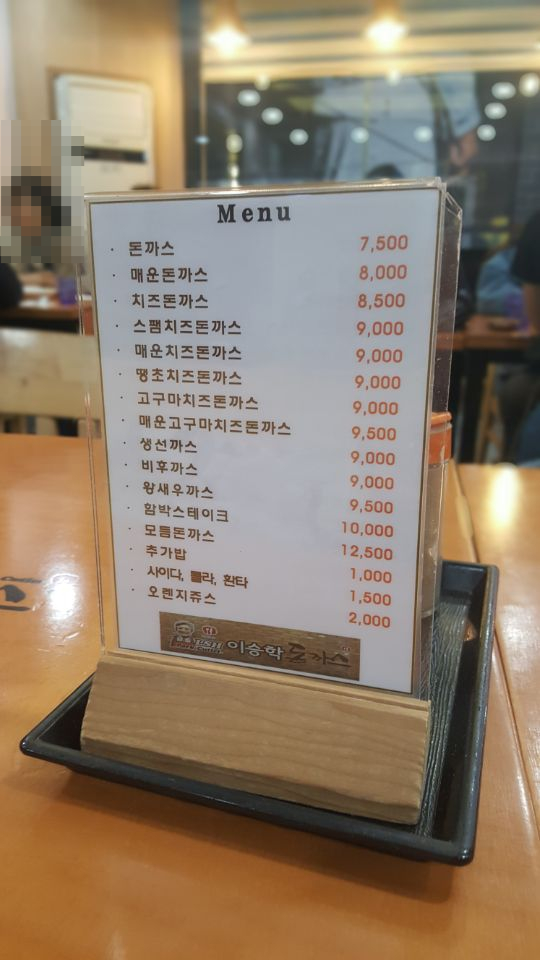 Menu
· 돈까스 7,500
· 매운돈까스 8,000
· 치즈돈까스 8,500
· 스팸치즈돈까스 9,000
· 매운치즈돈까스 9,000
· 땡초치즈돈까스 9,000
· 고구마치즈돈까스 9,000
· 매운고구마치즈돈까스 9,500
· 생선까스 9,000
· 비후까스 9,000
· 왕새우까스 9,500
· 함박스테이크 10,000
· 모듬돈까스 12,500
· 추가밥 1,000
· 사이다, 콜라, 환타 1,500
· 오렌지쥬스 2,000
이승학돈까스